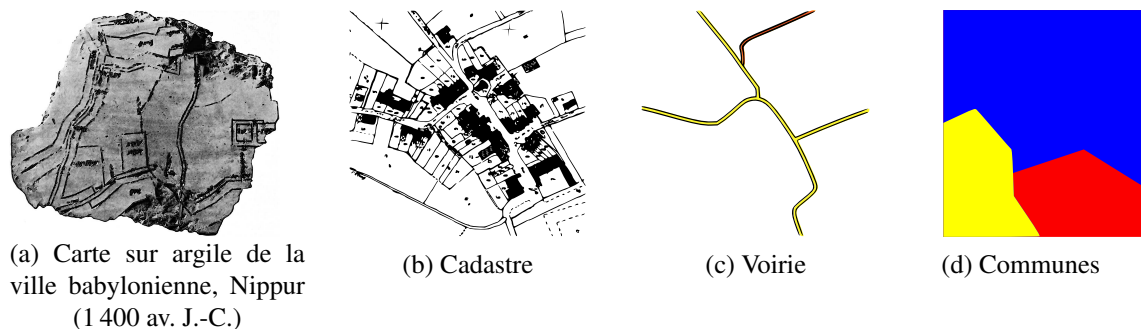 (a) Carte sur argile de la
ville babylonienne, Nippur
(1 400 av. J.-C.)
(b) Cadastre
(c) Voirie
(d) Communes